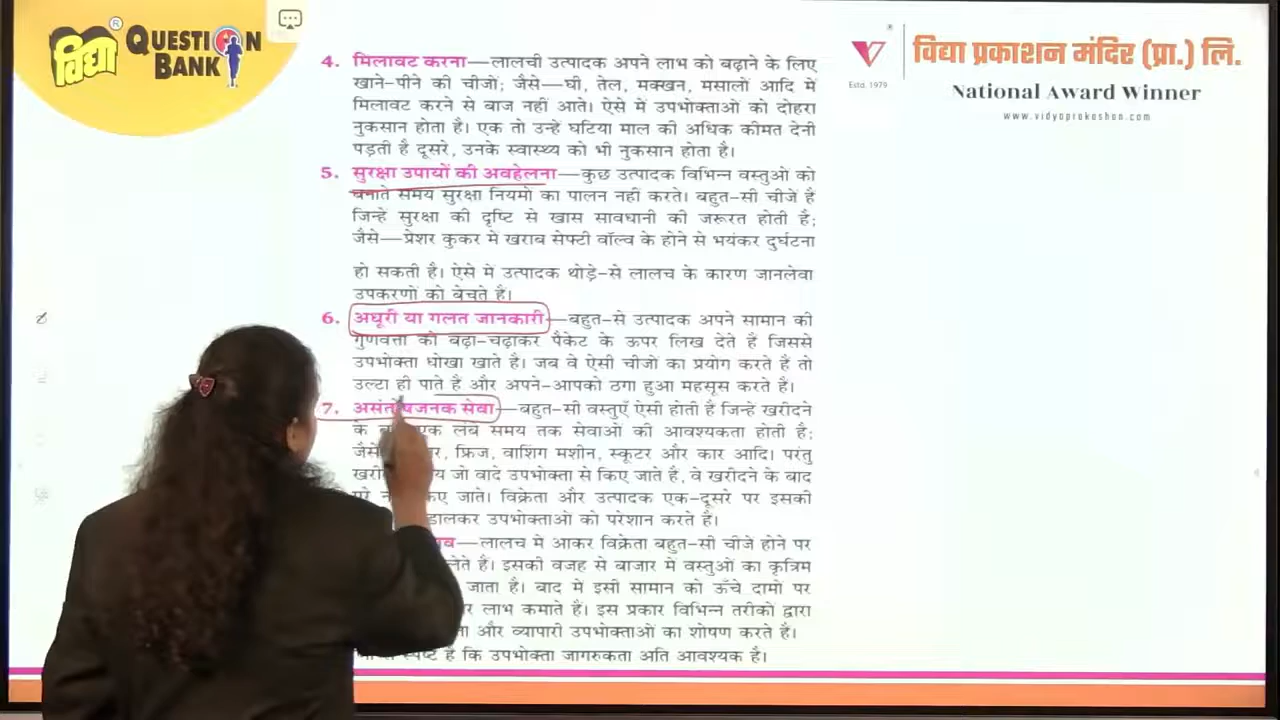 विद्या
QUESTION BANK
®
4. मिलावट करना—लालची उत्पादक अपने लाभ को बढ़ाने के लिए
खाने-पीने की चीजों; जैसे—घी, तेल, मक्खन, मसालों आदि में
मिलावट करने से बाज नहीं आते। ऐसे में उपभोक्ताओं को दोहरा
नुकसान होता है। एक तो उन्हें घटिया माल की अधिक कीमत देनी
पड़ती है दूसरे, उनके स्वास्थ्य को भी नुकसान होता है।
5. सुरक्षा उपायों की अवहेलना—कुछ उत्पादक विभिन्न वस्तुओं को
बनाते समय सुरक्षा नियमों का पालन नहीं करते। बहुत-सी चीजें हैं
जिन्हें सुरक्षा की दृष्टि से खास सावधानी की जरूरत होती है;
जैसे—प्रेशर कुकर में खराब सेफ्टी वॉल्व के होने से भयंकर दुर्घटना
हो सकती है। ऐसे में उत्पादक थोड़े-से लालच के कारण जानलेवा
उपकरणों को बेचते हैं।
6. अधूरी या गलत जानकारी—बहुत-से उत्पादक अपने सामान की
गुणवत्ता को बढ़ा-चढ़ाकर पैकेट के ऊपर लिख देते हैं जिससे
उपभोक्ता धोखा खाते हैं। जब वे ऐसी चीजों का प्रयोग करते हैं तो
उल्टा ही पाते हैं और अपने-आपको ठगा हुआ महसूस करते हैं।
7. असंतोषजनक सेवा—बहुत-सी वस्तुएँ ऐसी होती हैं जिन्हें खरीदने
के एक लंबे समय तक सेवाओं की आवश्यकता होती है;
फ्रिज, वाशिंग मशीन, स्कूटर और कार आदि। परंतु
जो वादे उपभोक्ता से किए जाते हैं, वे खरीदने के बाद
जाते। विक्रेता और उत्पादक एक-दूसरे पर इसकी
डालकर उपभोक्ताओं को परेशान करते हैं।
—लालच में आकर विक्रेता बहुत-सी चीजें होने पर
लेते हैं। इसकी वजह से बाजार में वस्तुओं का कृत्रिम
जाता है। बाद में इसी सामान को ऊँचे दामों पर
लाभ कमाते हैं। इस प्रकार विभिन्न तरीकों द्वारा
और व्यापारी उपभोक्ताओं का शोषण करते हैं।
स्पष्ट है कि उपभोक्ता जागरुकता अति आवश्यक है।
Estd. 1979
®
विद्या प्रकाशन मंदिर (प्रा.) लि.
National Award Winner
www.vidyaprakashan.com